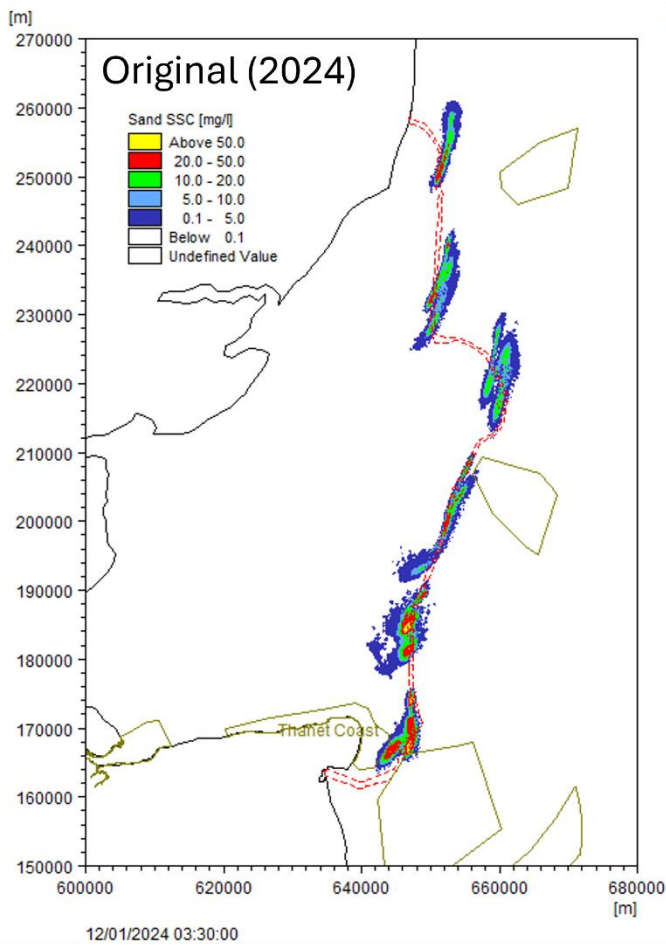 [m]
270000
Original (2024)
260000
Sand SSC [mg/l]
Above 50.0
20.0 - 50.0
10.0 - 20.0
5.0 - 10.0
0.1 - 5.0
Below 0.1
Undefined Value
250000
240000
230000
220000
210000
200000
190000
180000
170000
Thanet Coast
160000
150000
600000 620000 640000 660000 680000
[m]
12/01/2024 03:30:00